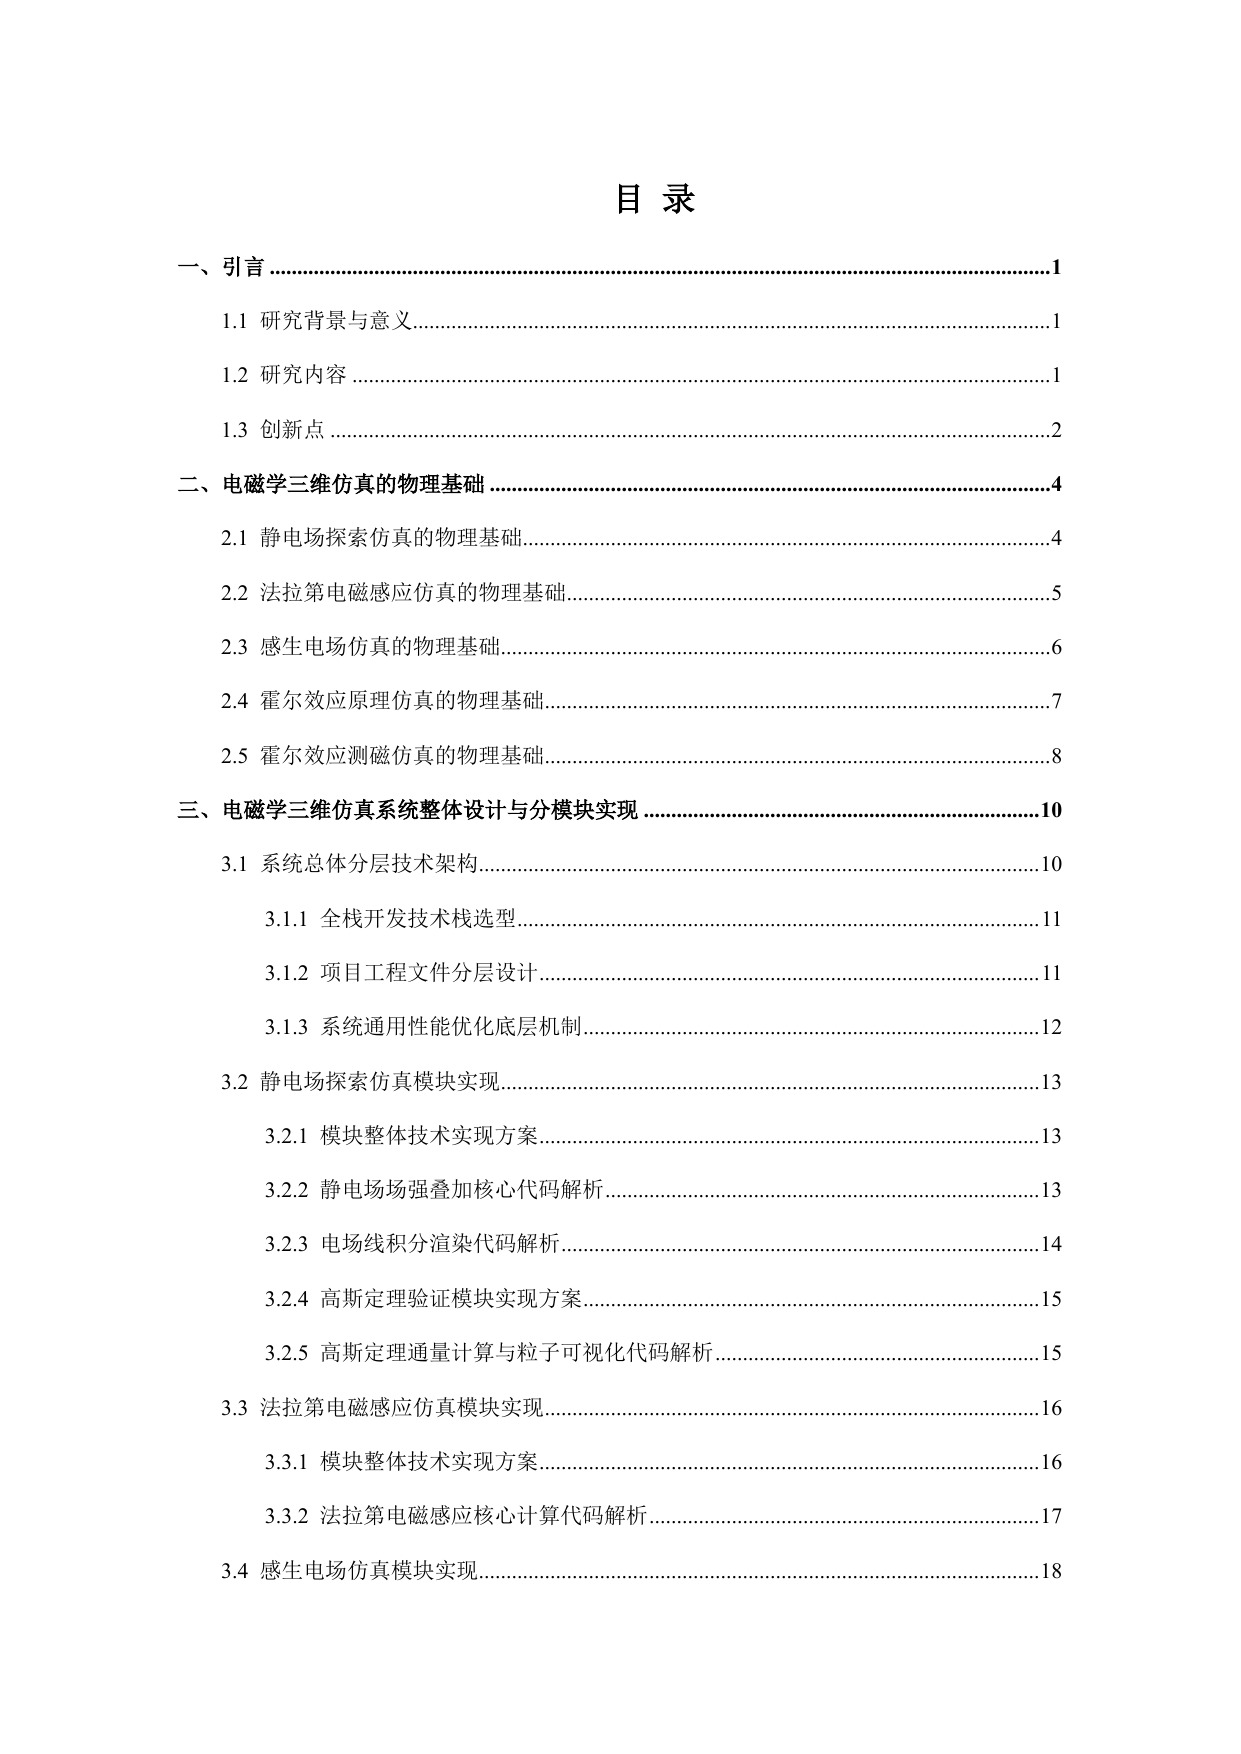 目 录
一、引言........................................1
1.1 研究背景与意义........................................1
1.2 研究内容........................................1
1.3 创新点........................................2
二、电磁学三维仿真的物理基础........................................4
2.1 静电场探索仿真的物理基础........................................4
2.2 法拉第电磁感应仿真的物理基础........................................5
2.3 感生电场仿真的物理基础........................................6
2.4 霍尔效应原理仿真的物理基础........................................7
2.5 霍尔效应测磁仿真的物理基础........................................8
三、电磁学三维仿真系统整体设计与分模块实现........................................10
3.1 系统总体分层技术架构........................................10
3.1.1 全栈开发技术栈选型........................................11
3.1.2 项目工程文件分层设计........................................11
3.1.3 系统通用性能优化底层机制........................................12
3.2 静电场探索仿真模块实现........................................13
3.2.1 模块整体技术实现方案........................................13
3.2.2 静电场场强叠加核心代码解析........................................13
3.2.3 电场线积分渲染代码解析........................................14
3.2.4 高斯定理验证模块实现方案........................................15
3.2.5 高斯定理通量计算与粒子可视化代码解析........................................15
3.3 法拉第电磁感应仿真模块实现........................................16
3.3.1 模块整体技术实现方案........................................16
3.3.2 法拉第电磁感应核心计算代码解析........................................17
3.4 感生电场仿真模块实现........................................18